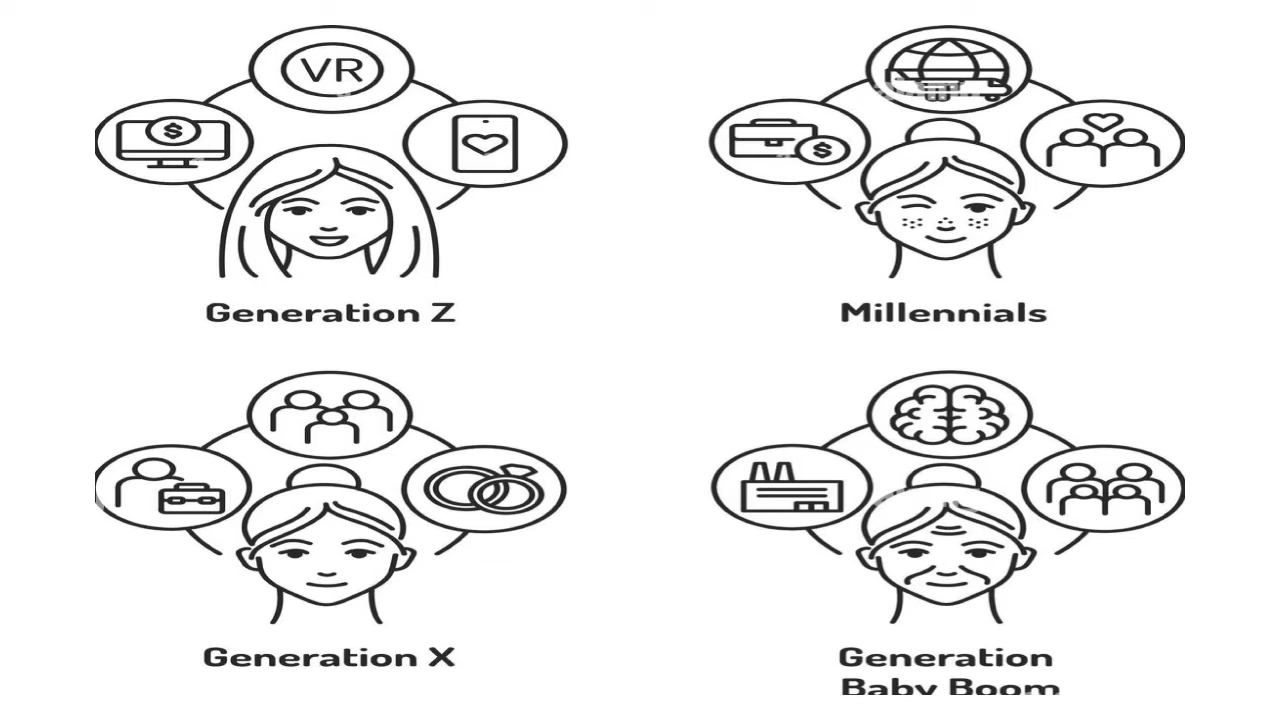 VR
$
Generation Z
$
Millennials
Generation X
Generation
Baby Boom